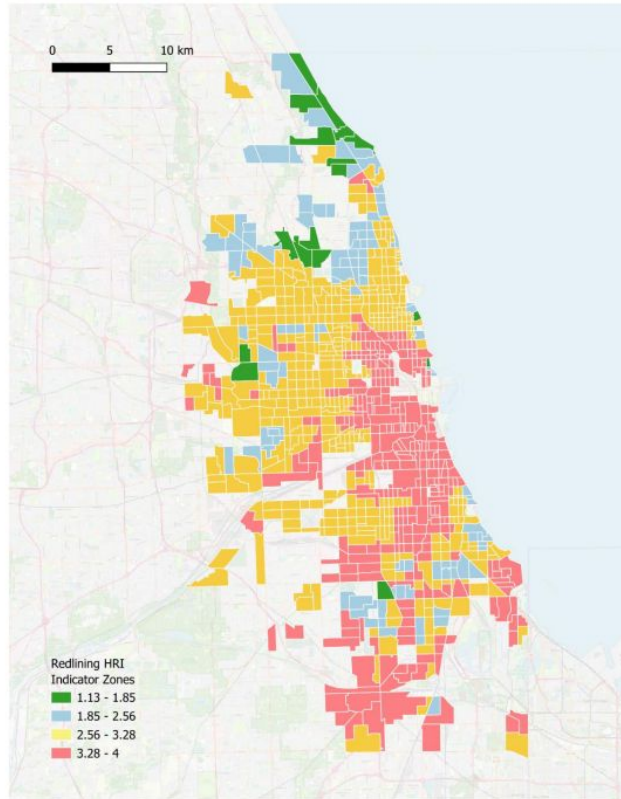 0 5 10 km
Redlining HRI
Indicator Zones
1.13 - 1.85
1.85 - 2.56
2.56 - 3.28
3.28 - 4